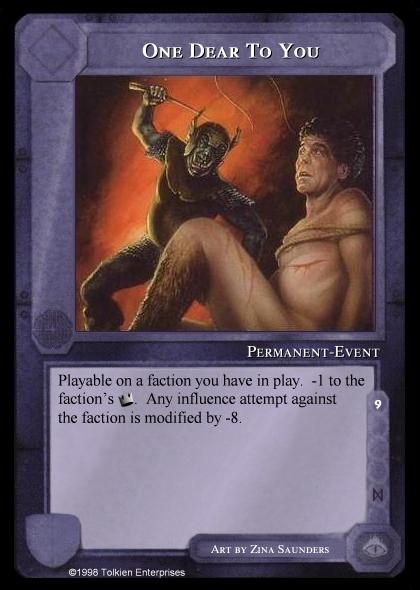 One Dear To You
Permanent-Event
Playable on a faction you have in play. -1 to the
faction's . Any influence attempt against
the faction is modified by -8.
9
Art by Zina Saunders
©1998 Tolkien Enterprises